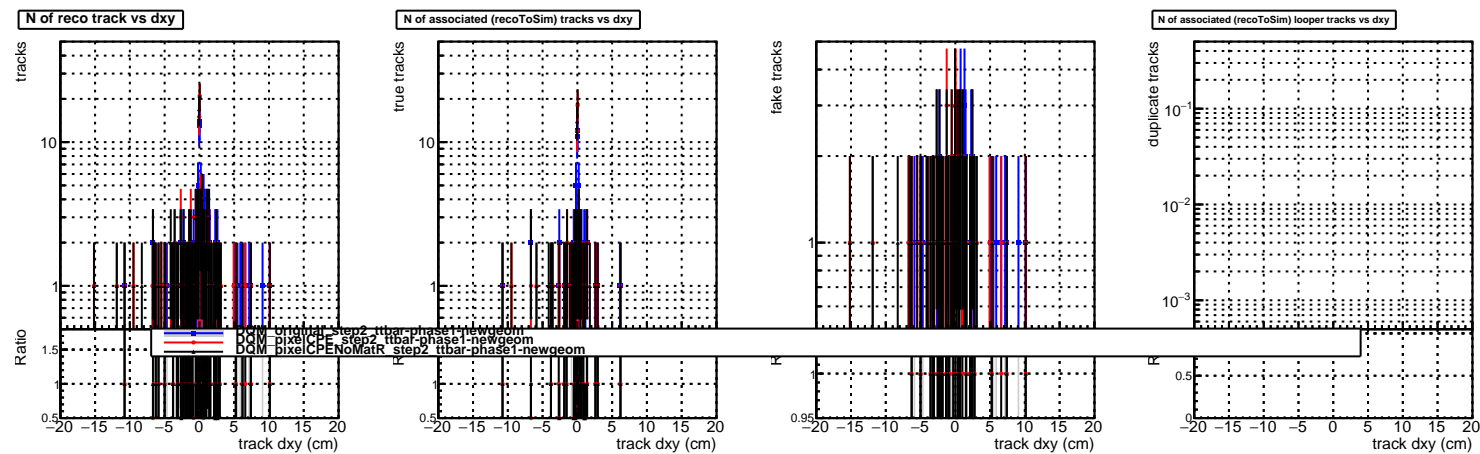 N of reco track vs dxy
tracks
10
1
Ratio
1.5
1
0.5
−20 −15 −10 −5 0 5 10 15 20
track dxy (cm)
N of associated (recoToSim) tracks vs dxy
true tracks
10
1
1.5
1
0.5
−20 −15 −10 −5 0 5 10 15 20
track dxy (cm)
fake tracks
1
1
0.95
−20 −15 −10 −5 0 5 10 15 20
track dxy (cm)
N of associated (recoToSim) looper tracks vs dxy
duplicate tracks
10−1
10−2
10−3
0.5
0
−20 −15 −10 −5 0 5 10 15 20
track dxy (cm)
DQM_original_step2_ttbar-phase1-newgeom
DQM_pixelCPE_step2_ttbar-phase1-newgeom
DQM_pixelCPENoMatR_step2_ttbar-phase1-newgeom